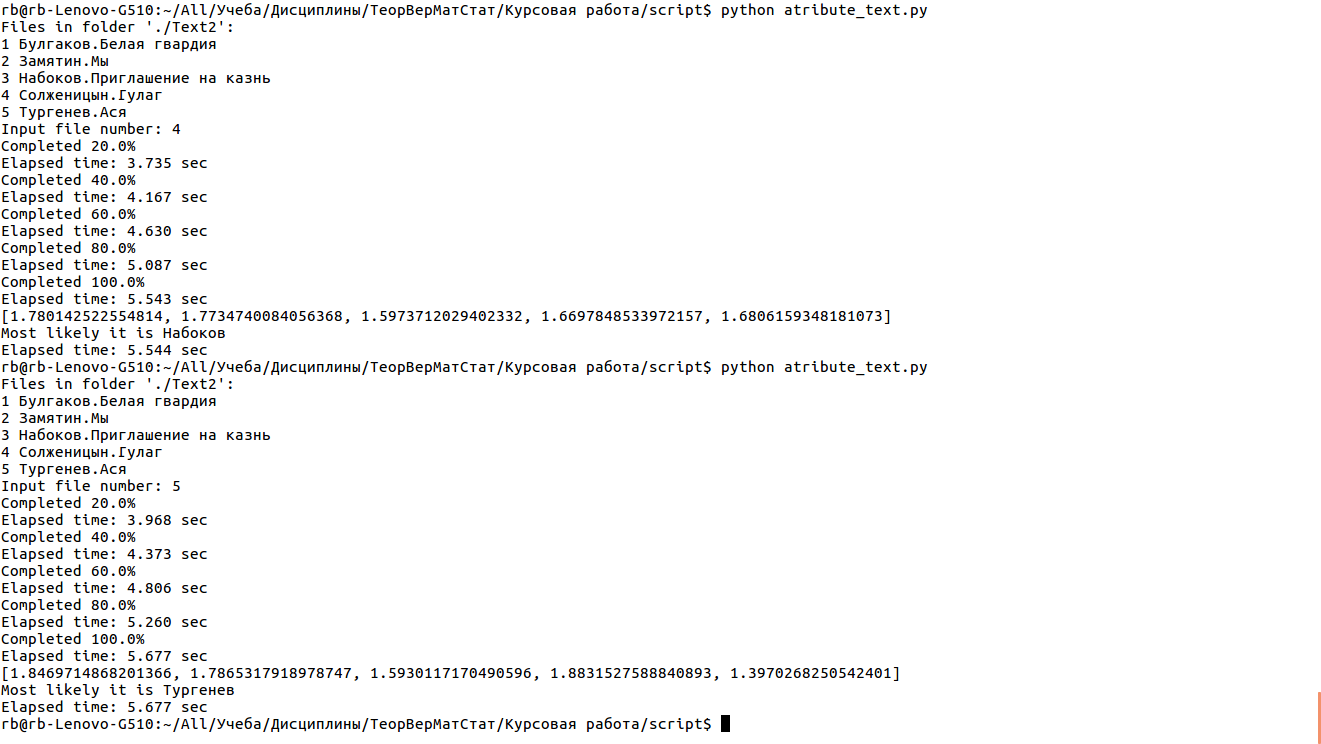 rb@rb-Lenovo-G510:~/All/Учеба/Дисциплины/ТеорВерМатСтат/Курсовая работа/script$ python atribute_text.py
Files in folder './Text2':
1 Булгаков.Белая гвардия
2 Замятин.Мы
3 Набоков.Приглашение на казнь
4 Солженицын.Гулаг
5 Тургенев.Ася
Input file number: 4
Completed 20.0%
Elapsed time: 3.735 sec
Completed 40.0%
Elapsed time: 4.167 sec
Completed 60.0%
Elapsed time: 4.630 sec
Completed 80.0%
Elapsed time: 5.087 sec
Completed 100.0%
Elapsed time: 5.543 sec
[1.780142522554814, 1.7734740084056368, 1.5973712029402332, 1.6697848533972157, 1.6806159348181073]
Most likely it is Набоков
Elapsed time: 5.544 sec
rb@rb-Lenovo-G510:~/All/Учеба/Дисциплины/ТеорВерМатСтат/Курсовая работа/script$ python atribute_text.py
Files in folder './Text2':
1 Булгаков.Белая гвардия
2 Замятин.Мы
3 Набоков.Приглашение на казнь
4 Солженицын.Гулаг
5 Тургенев.Ася
Input file number: 5
Completed 20.0%
Elapsed time: 3.968 sec
Completed 40.0%
Elapsed time: 4.373 sec
Completed 60.0%
Elapsed time: 4.806 sec
Completed 80.0%
Elapsed time: 5.260 sec
Completed 100.0%
Elapsed time: 5.677 sec
[1.8469714868201366, 1.7865317918978747, 1.5930117170490596, 1.8831527588840893, 1.3970268250542401]
Most likely it is Тургенев
Elapsed time: 5.677 sec
rb@rb-Lenovo-G510:~/All/Учеба/Дисциплины/ТеорВерМатСтат/Курсовая работа/script$